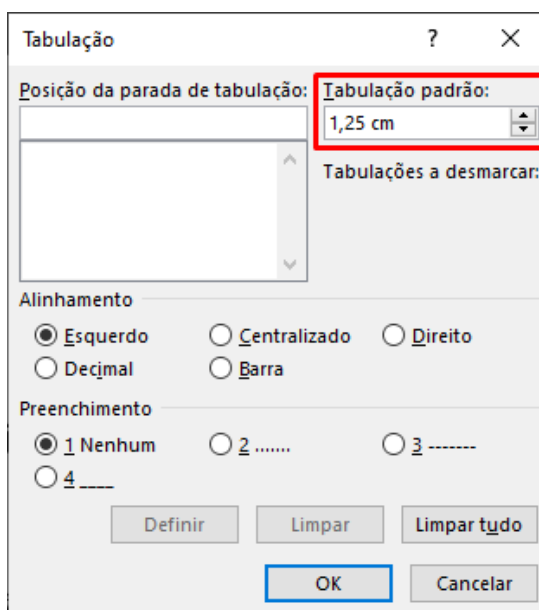 Tabulação ? X
Posição da parada de tabulação: Tabulação padrão:
1,25 cm
Tabulações a desmarcar:
Alinhamento
Esquerdo Centralizado Direito
Decimal Barra
Preenchimento
1 Nenhum 2 ....... 3 -------
4 ____
Definir Limpar Limpar tudo
OK Cancelar